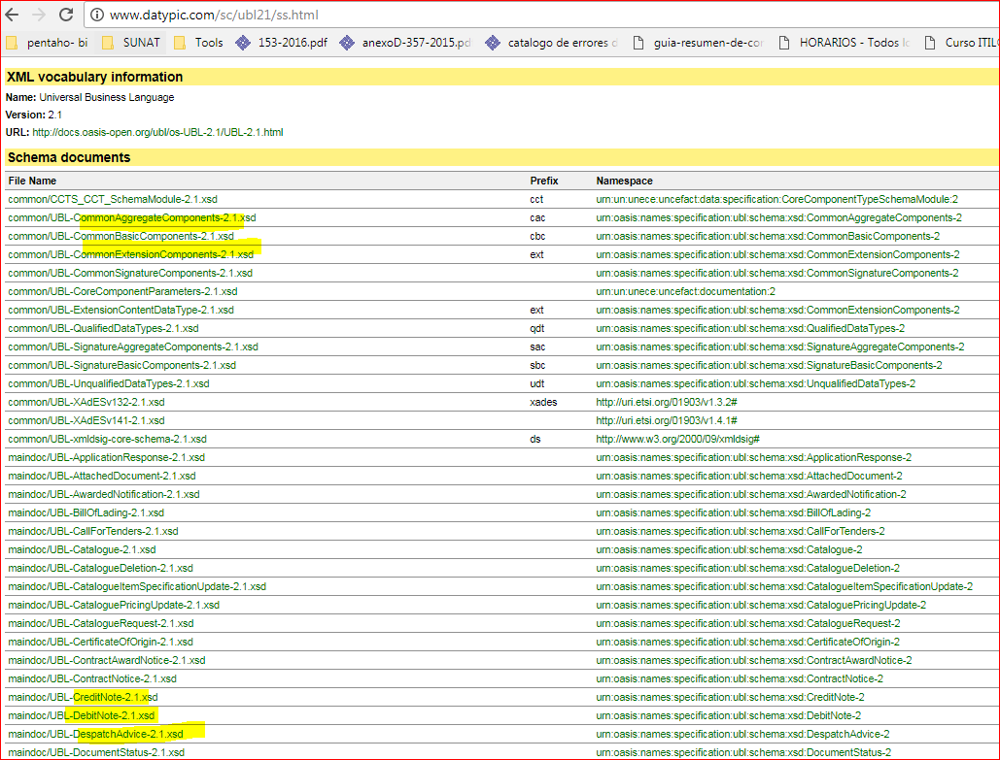 www.datypic.com/sc/ubl21/ss.html
pentaho- bi SUNAT Tools 153-2016.pdf anexoD-357-2015.pd catalogo de errores d guia-resumen-de-cor HORARIOS - Todos lo Curso ITIL
XML vocabulary information
Name: Universal Business Language
Version: 2.1
URL: http://docs.oasis-open.org/ubl/os-UBL-2.1/UBL-2.1.html
Schema documents
File Name Prefix Namespace
common/CCTS_CCT_SchemaModule-2.1.xsd cct urn:un:unece:uncefact:data:specification:CoreComponentTypeSchemaModule:2
common/UBL-CommonAggregateComponents-2.1.xsd cac urn:oasis:names:specification:ubl:schema:xsd:CommonAggregateComponents-2
common/UBL-CommonBasicComponents-2.1.xsd cbc urn:oasis:names:specification:ubl:schema:xsd:CommonBasicComponents-2
common/UBL-CommonExtensionComponents-2.1.xsd ext urn:oasis:names:specification:ubl:schema:xsd:CommonExtensionComponents-2
common/UBL-CommonSignatureComponents-2.1.xsd urn:oasis:names:specification:ubl:schema:xsd:CommonSignatureComponents-2
common/UBL-CoreComponentParameters-2.1.xsd urn:un:unece:uncefact:documentation:2
common/UBL-ExtensionContentDataType-2.1.xsd ext urn:oasis:names:specification:ubl:schema:xsd:CommonExtensionComponents-2
common/UBL-QualifiedDataTypes-2.1.xsd qdt urn:oasis:names:specification:ubl:schema:xsd:QualifiedDataTypes-2
common/UBL-SignatureAggregateComponents-2.1.xsd sac urn:oasis:names:specification:ubl:schema:xsd:SignatureAggregateComponents-2
common/UBL-SignatureBasicComponents-2.1.xsd sbc urn:oasis:names:specification:ubl:schema:xsd:SignatureBasicComponents-2
common/UBL-UnqualifiedDataTypes-2.1.xsd udt urn:oasis:names:specification:ubl:schema:xsd:UnqualifiedDataTypes-2
common/UBL-XAdESv132-2.1.xsd xades http://uri.etsi.org/01903/v1.3.2#
common/UBL-XAdESv141-2.1.xsd http://uri.etsi.org/01903/v1.4.1#
common/UBL-xmldsig-core-schema-2.1.xsd ds http://www.w3.org/2000/09/xmldsig#
maindoc/UBL-ApplicationResponse-2.1.xsd urn:oasis:names:specification:ubl:schema:xsd:ApplicationResponse-2
maindoc/UBL-AttachedDocument-2.1.xsd urn:oasis:names:specification:ubl:schema:xsd:AttachedDocument-2
maindoc/UBL-AwardedNotification-2.1.xsd urn:oasis:names:specification:ubl:schema:xsd:AwardedNotification-2
maindoc/UBL-BillOfLading-2.1.xsd urn:oasis:names:specification:ubl:schema:xsd:BillOfLading-2
maindoc/UBL-CallForTenders-2.1.xsd urn:oasis:names:specification:ubl:schema:xsd:CallForTenders-2
maindoc/UBL-Catalogue-2.1.xsd urn:oasis:names:specification:ubl:schema:xsd:Catalogue-2
maindoc/UBL-CatalogueDeletion-2.1.xsd urn:oasis:names:specification:ubl:schema:xsd:CatalogueDeletion-2
maindoc/UBL-CatalogueItemSpecificationUpdate-2.1.xsd urn:oasis:names:specification:ubl:schema:xsd:CatalogueItemSpecificationUpdate-2
maindoc/UBL-CataloguePricingUpdate-2.1.xsd urn:oasis:names:specification:ubl:schema:xsd:CataloguePricingUpdate-2
maindoc/UBL-CatalogueRequest-2.1.xsd urn:oasis:names:specification:ubl:schema:xsd:CatalogueRequest-2
maindoc/UBL-CertificateOfOrigin-2.1.xsd urn:oasis:names:specification:ubl:schema:xsd:CertificateOfOrigin-2
maindoc/UBL-ContractAwardNotice-2.1.xsd urn:oasis:names:specification:ubl:schema:xsd:ContractAwardNotice-2
maindoc/UBL-ContractNotice-2.1.xsd urn:oasis:names:specification:ubl:schema:xsd:ContractNotice-2
maindoc/UBL-CreditNote-2.1.xsd urn:oasis:names:specification:ubl:schema:xsd:CreditNote-2
maindoc/UBL-DebitNote-2.1.xsd urn:oasis:names:specification:ubl:schema:xsd:DebitNote-2
maindoc/UBL-DespatchAdvice-2.1.xsd urn:oasis:names:specification:ubl:schema:xsd:DespatchAdvice-2
maindoc/UBL-DocumentStatus-2.1.xsd urn:oasis:names:specification:ubl:schema:xsd:DocumentStatus-2